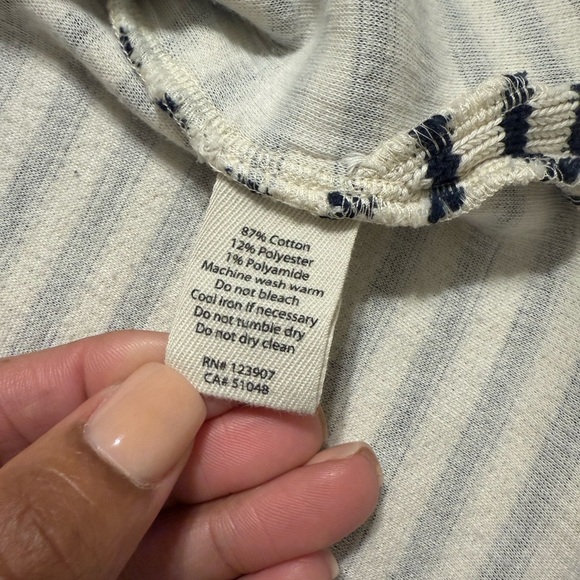 87% Cotton
12% Polyester
1% Polyamide
Machine wash warm
Do not bleach
Cool iron if necessary
Do not tumble dry
Do not dry clean
RN# 123907
CA# 51048